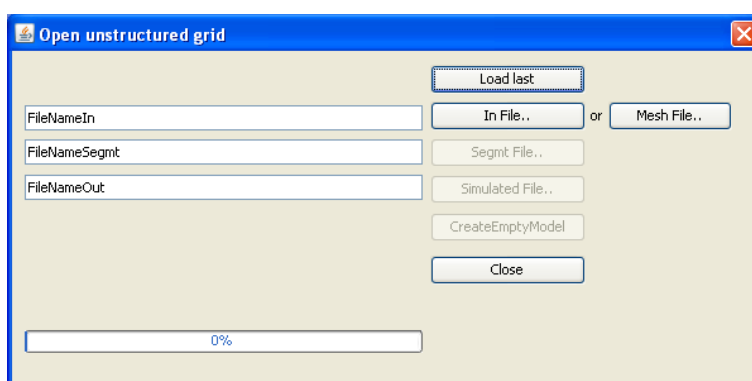 Open unstructured grid
Load last
FileNameIn
In File..
or
Mesh File..
FileNameSegmt
Segmt File..
FileNameOut
Simulated File..
CreateEmptyModel
Close
0%